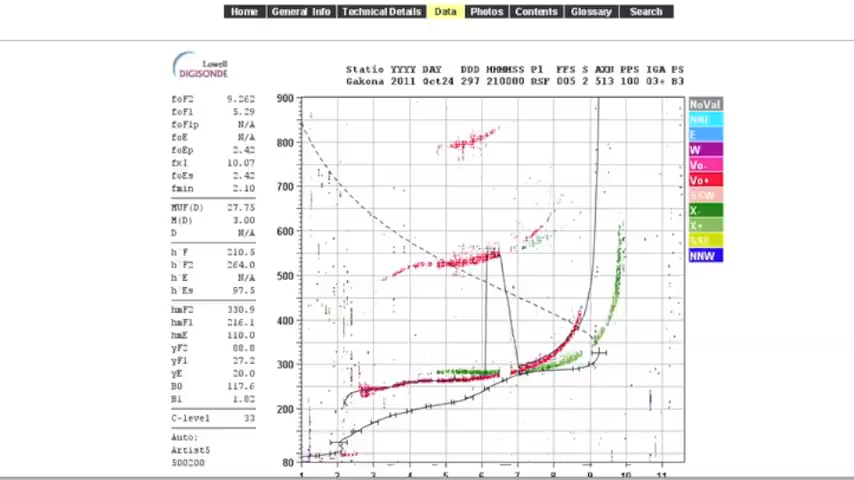 Home General Info Technical Details Data Photos Contents Glossary Search
Lowell
DIGISONDE
Statio YYYY DAY DDD HHMMSS P1 FFS S AXN PPS IGA PS
Gakona 2011 Oct24 297 210000 RSF 005 2 513 100 03+ B3
foF2 9.262
foF1 5.29
foF1p N/A
foE N/A
foEp 2.42
fxI 10.07
foEs 2.42
fmin 2.10
MUF(D) 27.75
M(D) 3.00
D N/A
h`F 210.5
h`F2 264.0
h`E N/A
h`Es 97.5
hmF2 330.9
hmF1 216.1
hmE 110.0
yF2 88.8
yF1 27.2
yE 20.0
B0 117.6
B1 1.82
C-level 33
Auto:
Artist5
500200
900
800
700
600
500
400
300
200
80
1 2 3 4 5 6 7 8 9 10 11
NoVal
NNE
E
W
Vo-
Vo+
SSW
X-
X+
SSE
NNW